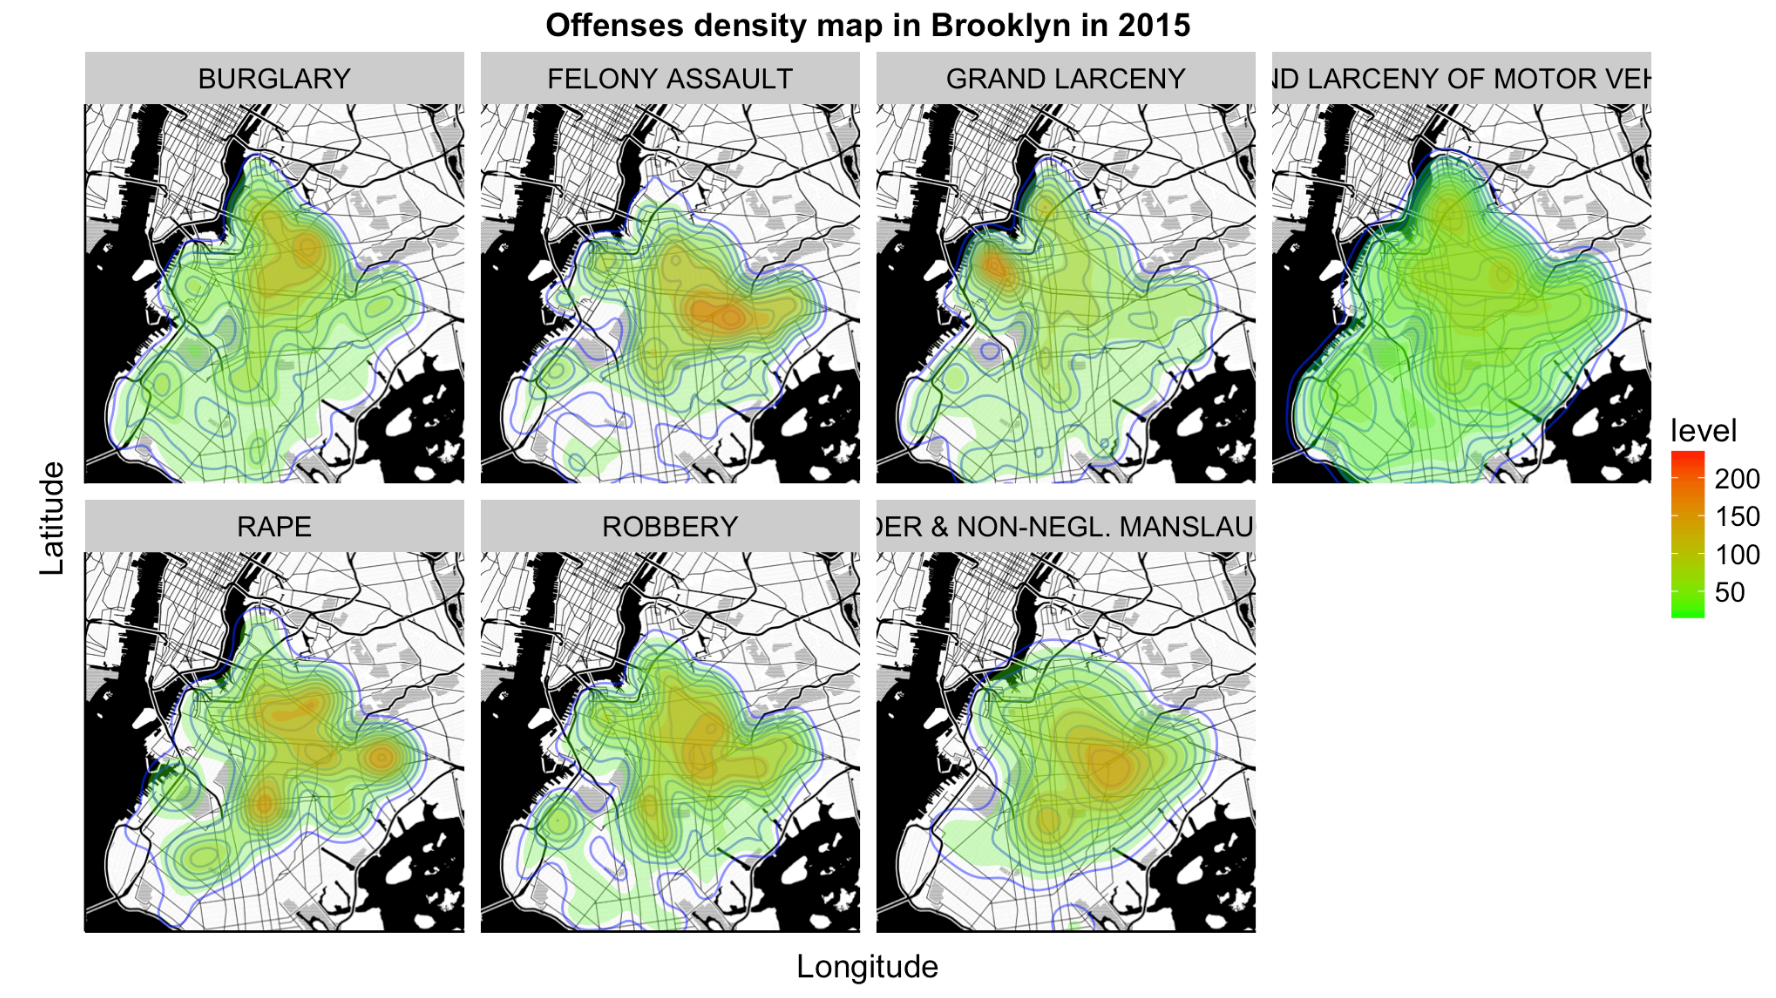 Offenses density map in Brooklyn in 2015
BURGLARY
FELONY ASSAULT
GRAND LARCENY
ND LARCENY OF MOTOR VEH
RAPE
ROBBERY
DER & NON-NEGL. MANSLAU
Latitude
Longitude
level
200
150
100
50